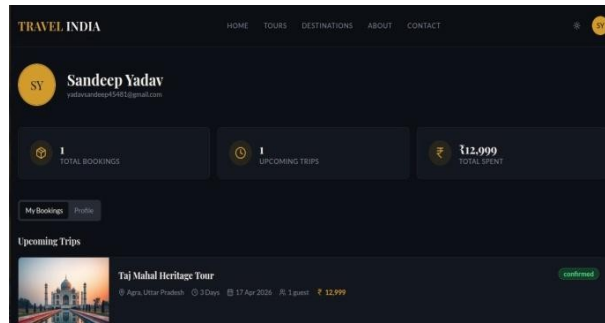 TRAVEL INDIA HOME TOURS DESTINATIONS ABOUT CONTACT SY
SY
Sandeep Yadav
yadavsandeep45481@gmail.com
1
TOTAL BOOKINGS
1
UPCOMING TRIPS
₹
₹12,999
TOTAL SPENT
My Bookings Profile
Upcoming Trips
Taj Mahal Heritage Tour
confirmed
Agra, Uttar Pradesh 3 Days 17 Apr 2026 1 guest ₹ 12,999